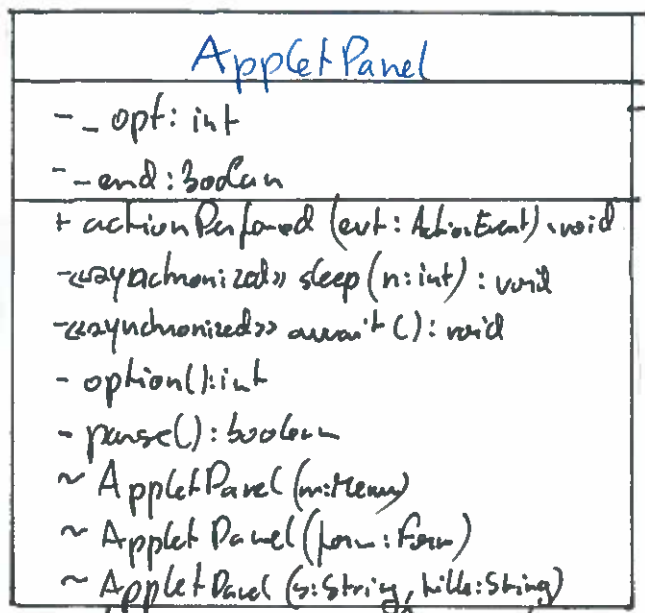 AppletPanel
- _opt: int
- _end: boolean
+ actionPerformed (evt: ActionEvent): void
- «synchronized» sleep(n: int): void
- «synchronized» await(): void
- option(): int
- parse(): boolean
~ AppletPanel (m: Menu)
~ AppletPanel (form: Form)
~ AppletPanel (s: String, title: String)